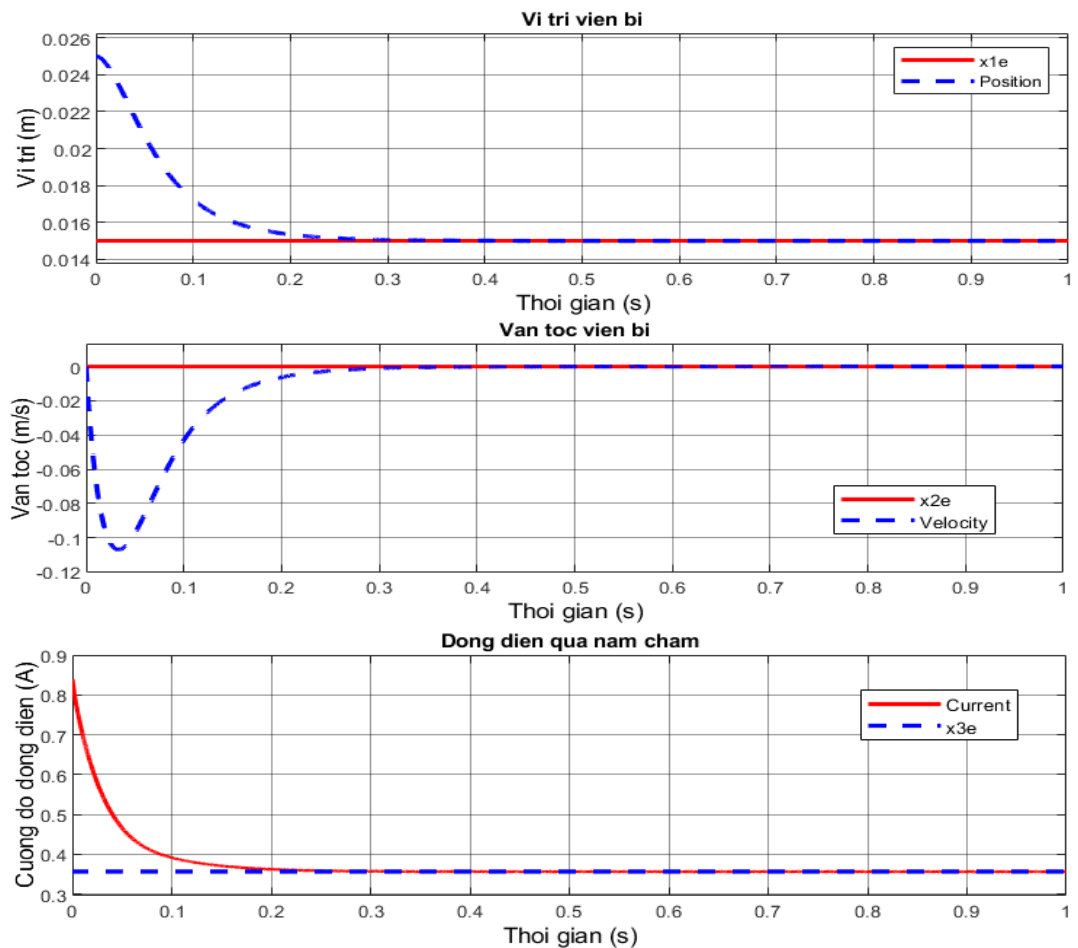 Vi tri vien bi
Vi tri (m)
0.026
0.024
0.022
0.02
0.018
0.016
0.014
x1e
Position
0 0.1 0.2 0.3 0.4 0.5 0.6 0.7 0.8 0.9 1
Thoi gian (s)
Van toc vien bi
Van toc (m/s)
0
-0.02
-0.04
-0.06
-0.08
-0.1
-0.12
x2e
Velocity
0 0.1 0.2 0.3 0.4 0.5 0.6 0.7 0.8 0.9 1
Thoi gian (s)
Dong dien qua nam cham
Cuong do dong dien (A)
0.9
0.8
0.7
0.6
0.5
0.4
0.3
Current
x3e
0 0.1 0.2 0.3 0.4 0.5 0.6 0.7 0.8 0.9 1
Thoi gian (s)